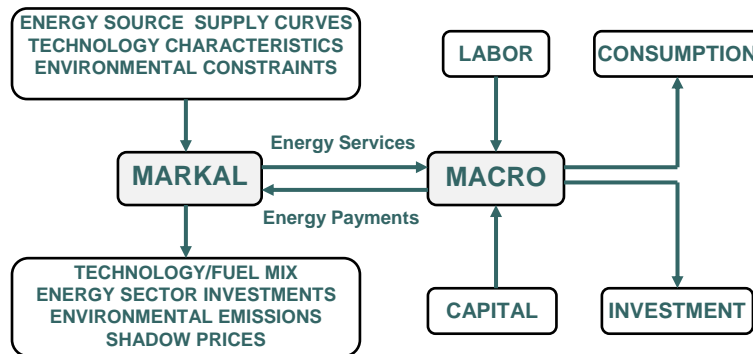 ENERGY SOURCE SUPPLY CURVES
TECHNOLOGY CHARACTERISTICS
ENVIRONMENTAL CONSTRAINTS
LABOR
CONSUMPTION
Energy Services
MARKAL
MACRO
Energy Payments
TECHNOLOGY/FUEL MIX
ENERGY SECTOR INVESTMENTS
ENVIRONMENTAL EMISSIONS
SHADOW PRICES
CAPITAL
INVESTMENT